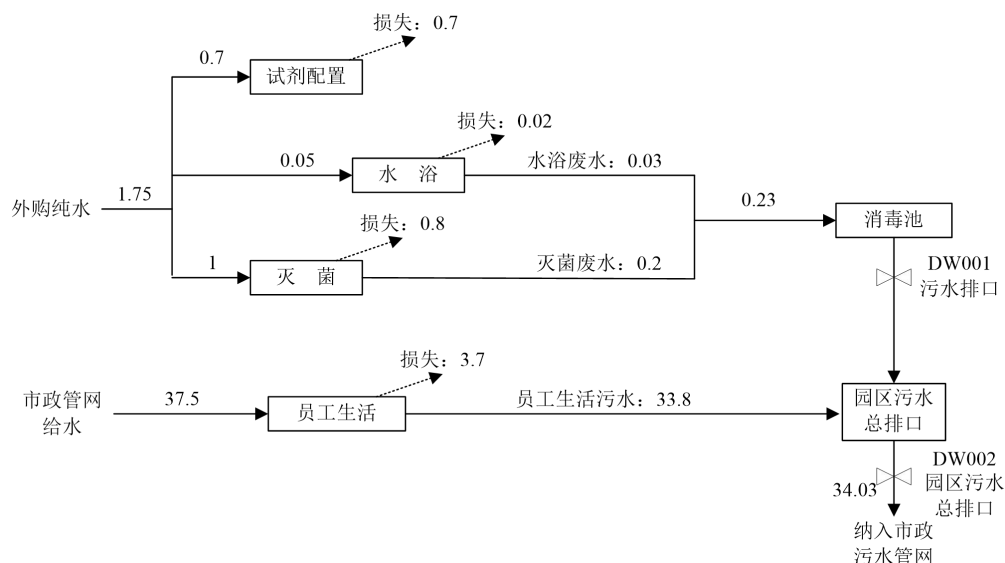 损失：0.7
0.7
试剂配置
损失：0.02
0.05
水 浴
水浴废水：0.03
外购纯水
1.75
0.23
消毒池
损失：0.8
1
灭 菌
灭菌废水：0.2
DW001
污水排口
损失：3.7
市政管网
给水
37.5
员工生活
员工生活污水：33.8
园区污水
总排口
DW002
园区污水
总排口
34.03
纳入市政
污水管网